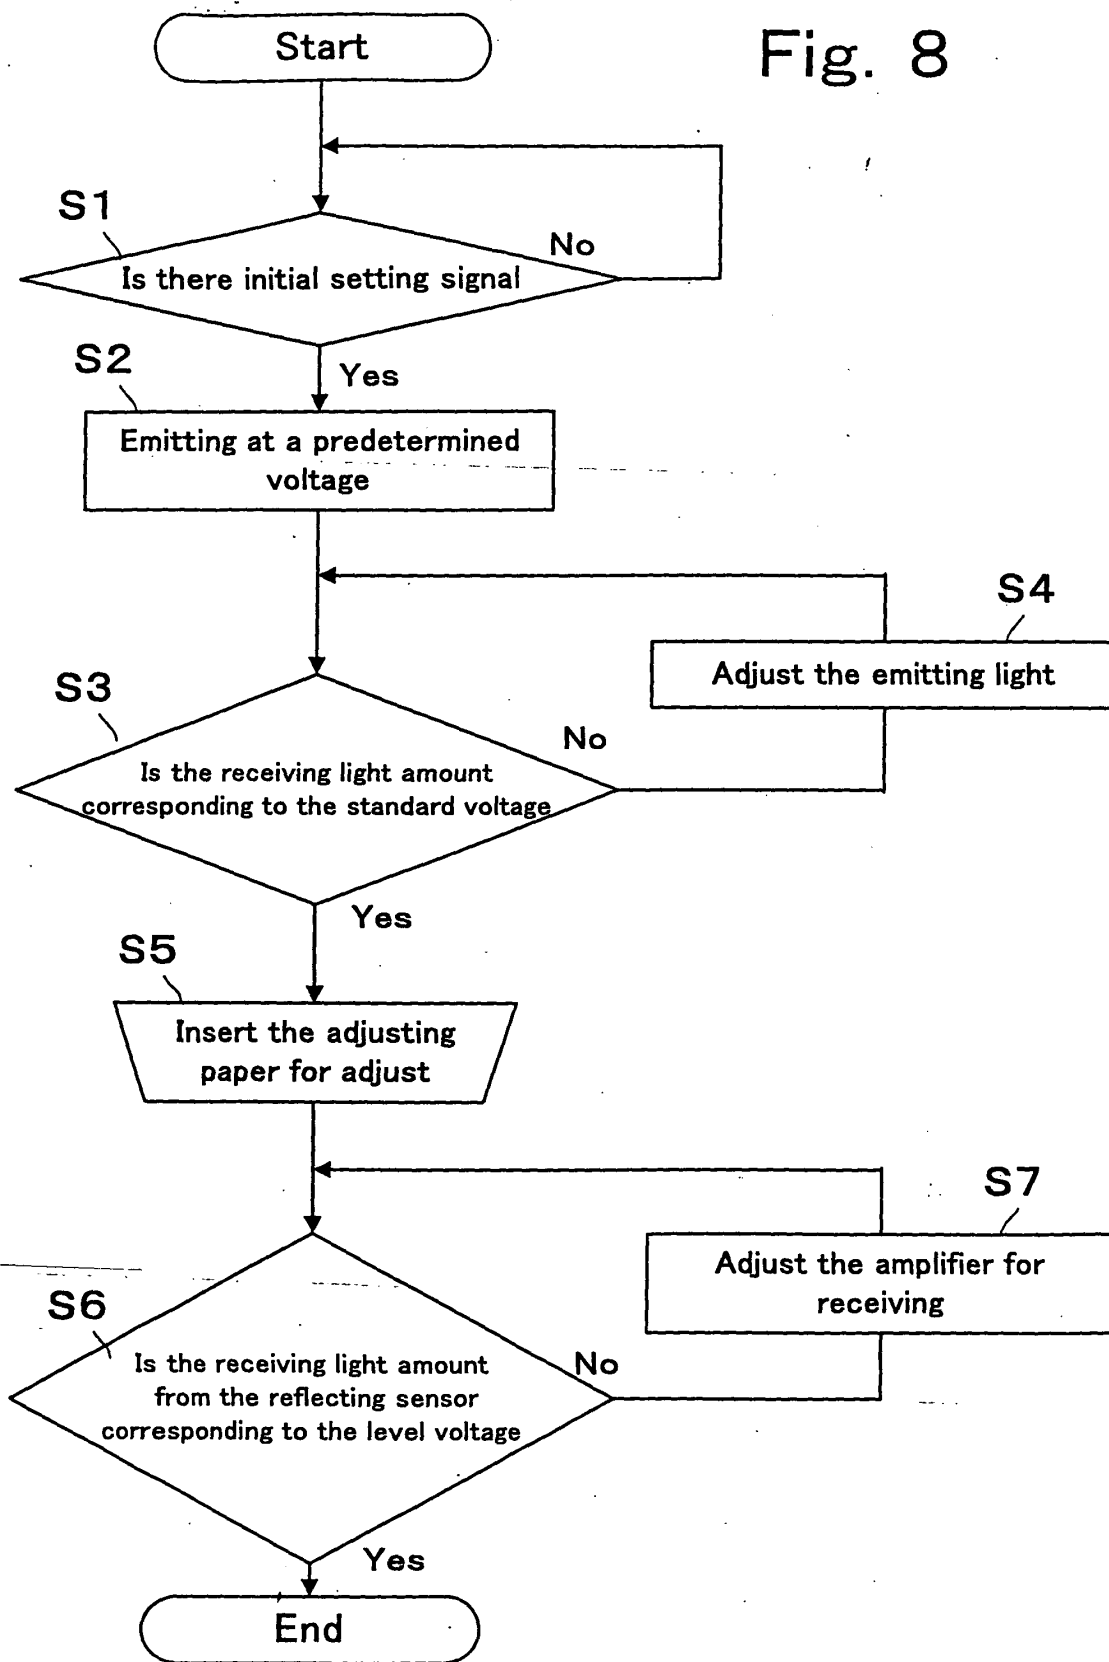 Start
Fig. 8
S1
No
Is there initial setting signal
Yes
S2
Emitting at a predetermined
voltage
S4
Adjust the emitting light
S3
No
Is the receiving light amount
corresponding to the standard voltage
Yes
S5
Insert the adjusting
paper for adjust
S7
Adjust the amplifier for
receiving
S6
No
Is the receiving light amount
from the reflecting sensor
corresponding to the level voltage
Yes
End